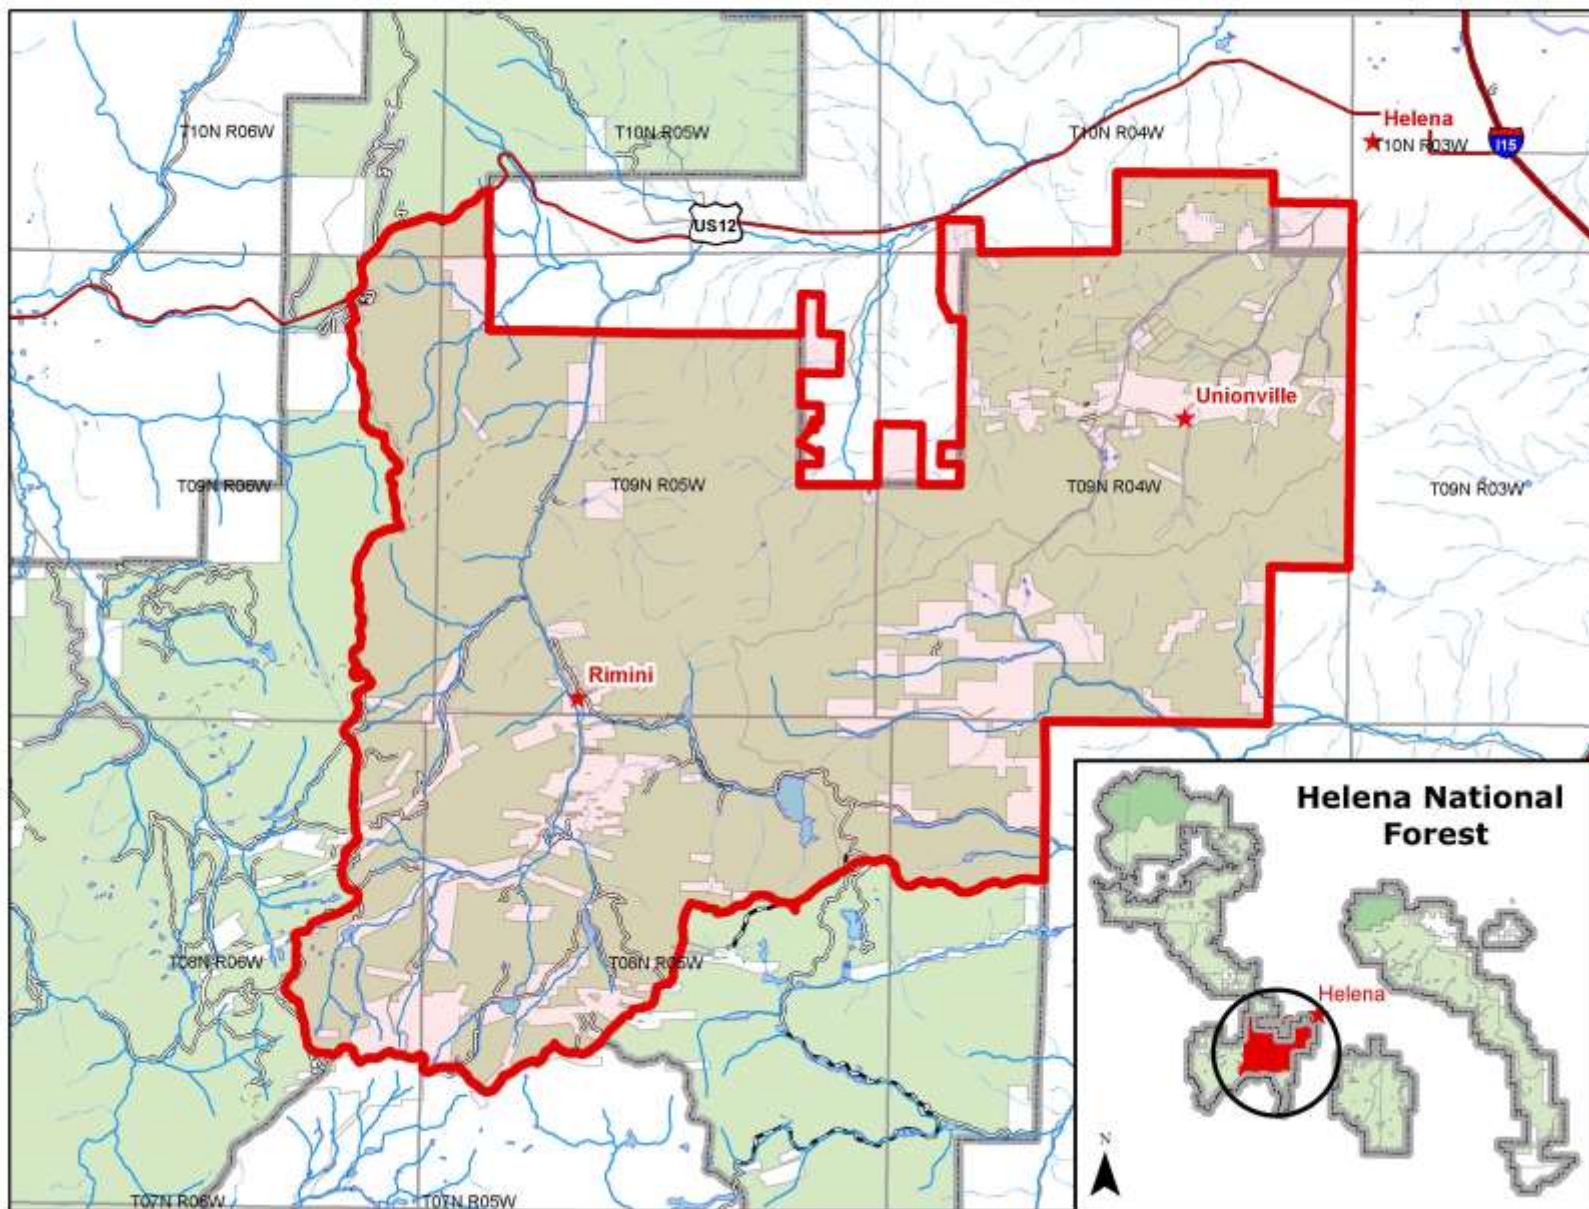 T10N R06W
T10N R05W
T10N R04W
Helena
T10N R03W
I15
US12
Unionville
T09N R06W
T09N R05W
T09N R04W
T09N R03W
Rimini
T08N R06W
T08N R05W
T07N R06W
T07N R05W
Helena National
Forest
Helena
N